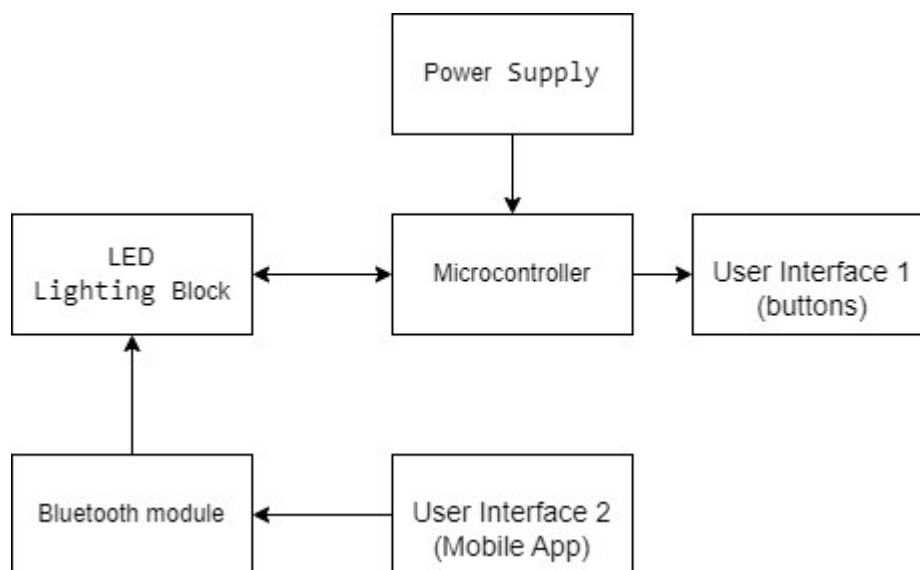 Power Supply
LED
Lighting Block
Microcontroller
User Interface 1
(buttons)
Bluetooth module
User Interface 2
(Mobile App)